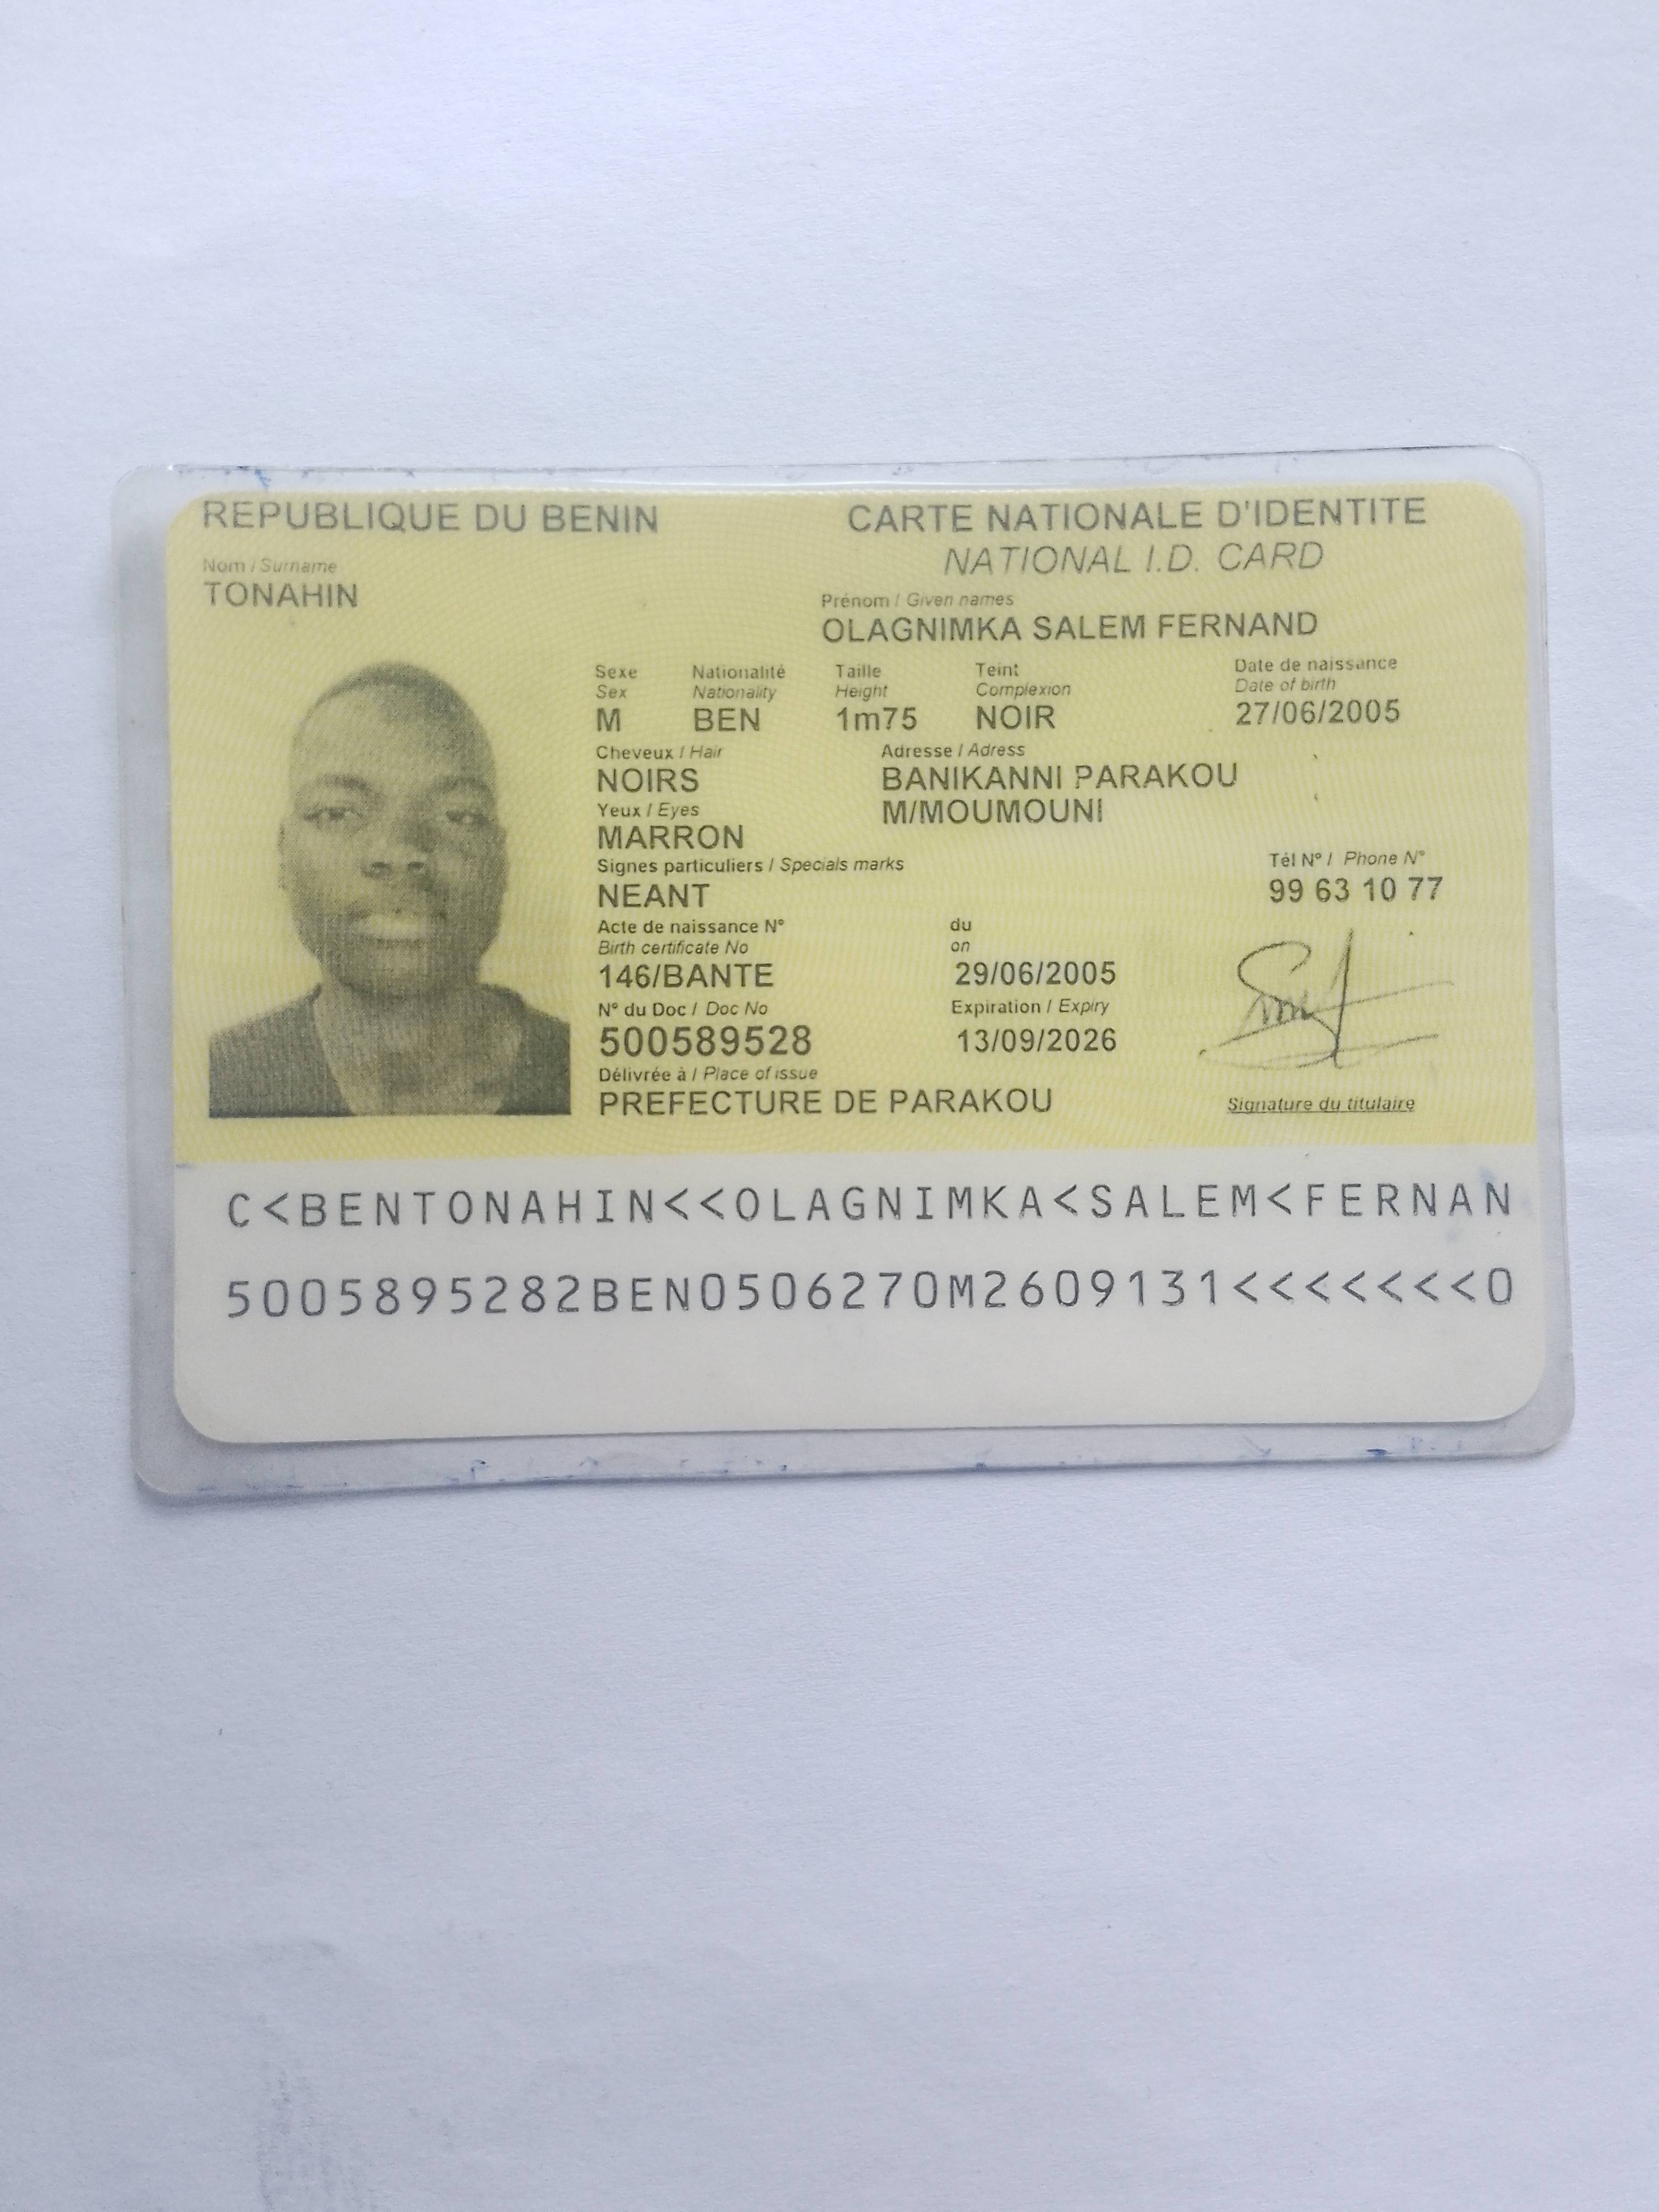 REPUBLIQUE DU BENIN
CARTE NATIONALE D'IDENTITE
NATIONAL I.D. CARD
Nom / Surname
TONAHIN
Prénom / Given names
OLAGNIMKA SALEM FERNAND
Sexe Nationalité Taille Teint Date de naissance
Sex Nationality Height Complexion Date of birth
M BEN 1m75 NOIR 27/06/2005
Cheveux / Hair Adresse / Adress
NOIRS BANIKANNI PARAKOU
Yeux / Eyes M/MOUMOUNI
MARRON
Signes particuliers / Specials marks Tél N° / Phone N°
NEANT 99 63 10 77
Acte de naissance N° du
Birth certificate No on
146/BANTE 29/06/2005
N° du Doc / Doc No Expiration / Expiry
500589528 13/09/2026
Délivrée à / Place of issue
PREFECTURE DE PARAKOU Signature du titulaire
C<BENTONAHIN<<OLAGNIMKA<SALEM<FERNAN
5005895282BEN0506270M2609131<<<<<<<0